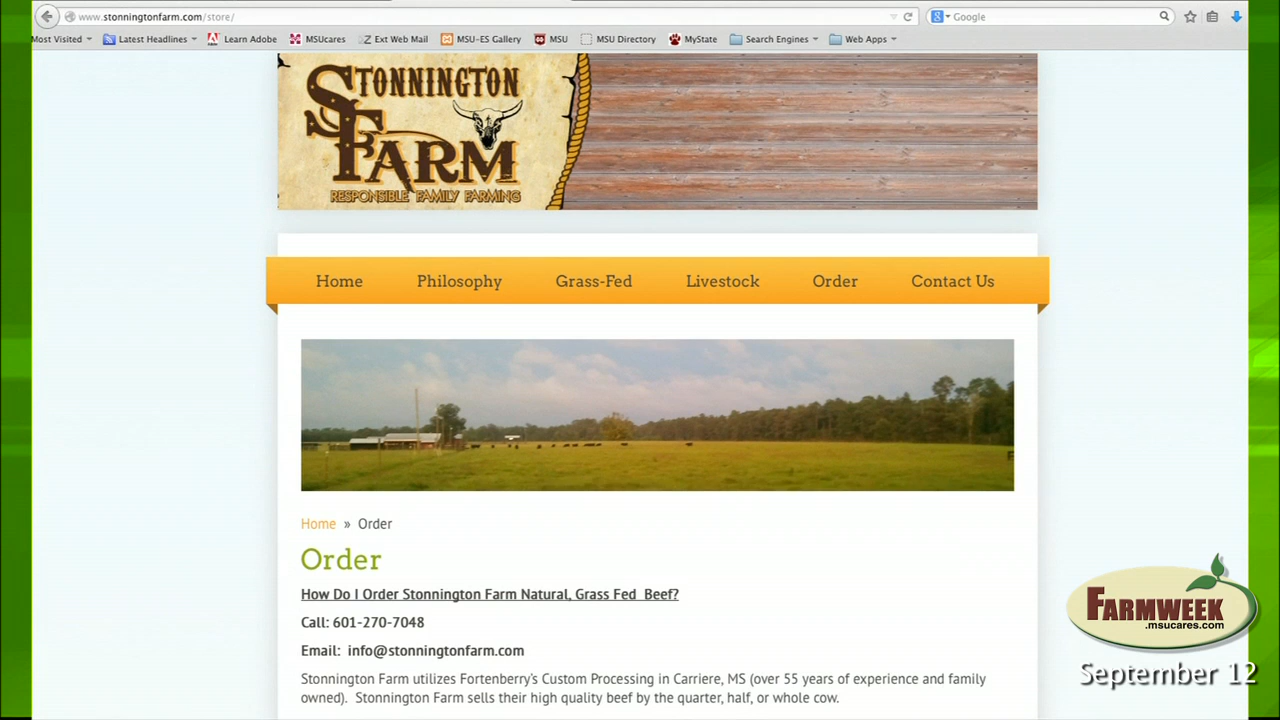 www.stonningtonfarm.com/store/
Google
Most Visited
Latest Headlines
Learn Adobe
MSUcares
Ext Web Mail
MSU-ES Gallery
MSU
MSU Directory
MyState
Search Engines
Web Apps
STONNINGTON
FARM
RESPONSIBLE FAMILY FARMING
Home
Philosophy
Grass-Fed
Livestock
Order
Contact Us
Home » Order
Order
How Do I Order Stonnington Farm Natural, Grass Fed Beef?
Call: 601-270-7048
Email: info@stonningtonfarm.com
Stonnington Farm utilizes Fortenberry's Custom Processing in Carriere, MS (over 55 years of experience and family
owned). Stonnington Farm sells their high quality beef by the quarter, half, or whole cow.
FARMWEEK
.msucares.com
September 12